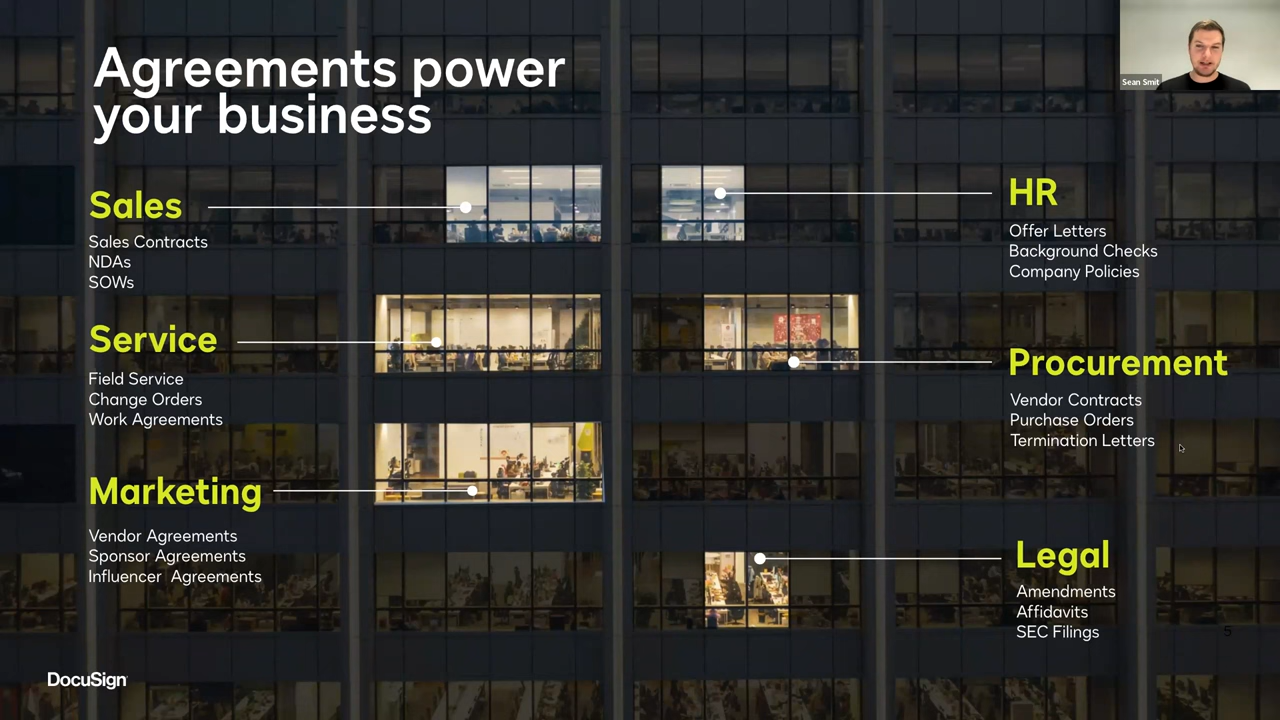 Agreements power
your business
Sean Smit
Sales
Sales Contracts
NDAs
SOWs
Service
Field Service
Change Orders
Work Agreements
Marketing
Vendor Agreements
Sponsor Agreements
Influencer  Agreements
HR
Offer Letters
Background Checks
Company Policies
Procurement
Vendor Contracts
Purchase Orders
Termination Letters
Legal
Amendments
Affidavits
SEC Filings
5
DocuSign